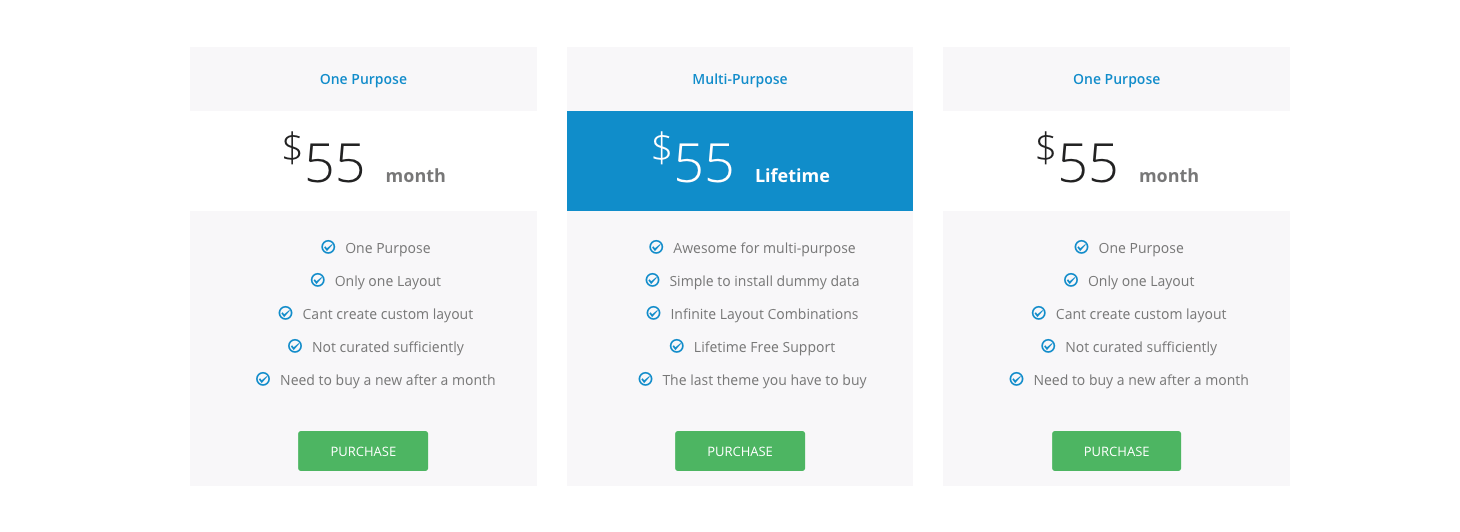 One Purpose
$55 month
One Purpose
Only one Layout
Cant create custom layout
Not curated sufficiently
Need to buy a new after a month
PURCHASE
Multi-Purpose
$55 Lifetime
Awesome for multi-purpose
Simple to install dummy data
Infinite Layout Combinations
Lifetime Free Support
The last theme you have to buy
PURCHASE
One Purpose
$55 month
One Purpose
Only one Layout
Cant create custom layout
Not curated sufficiently
Need to buy a new after a month
PURCHASE